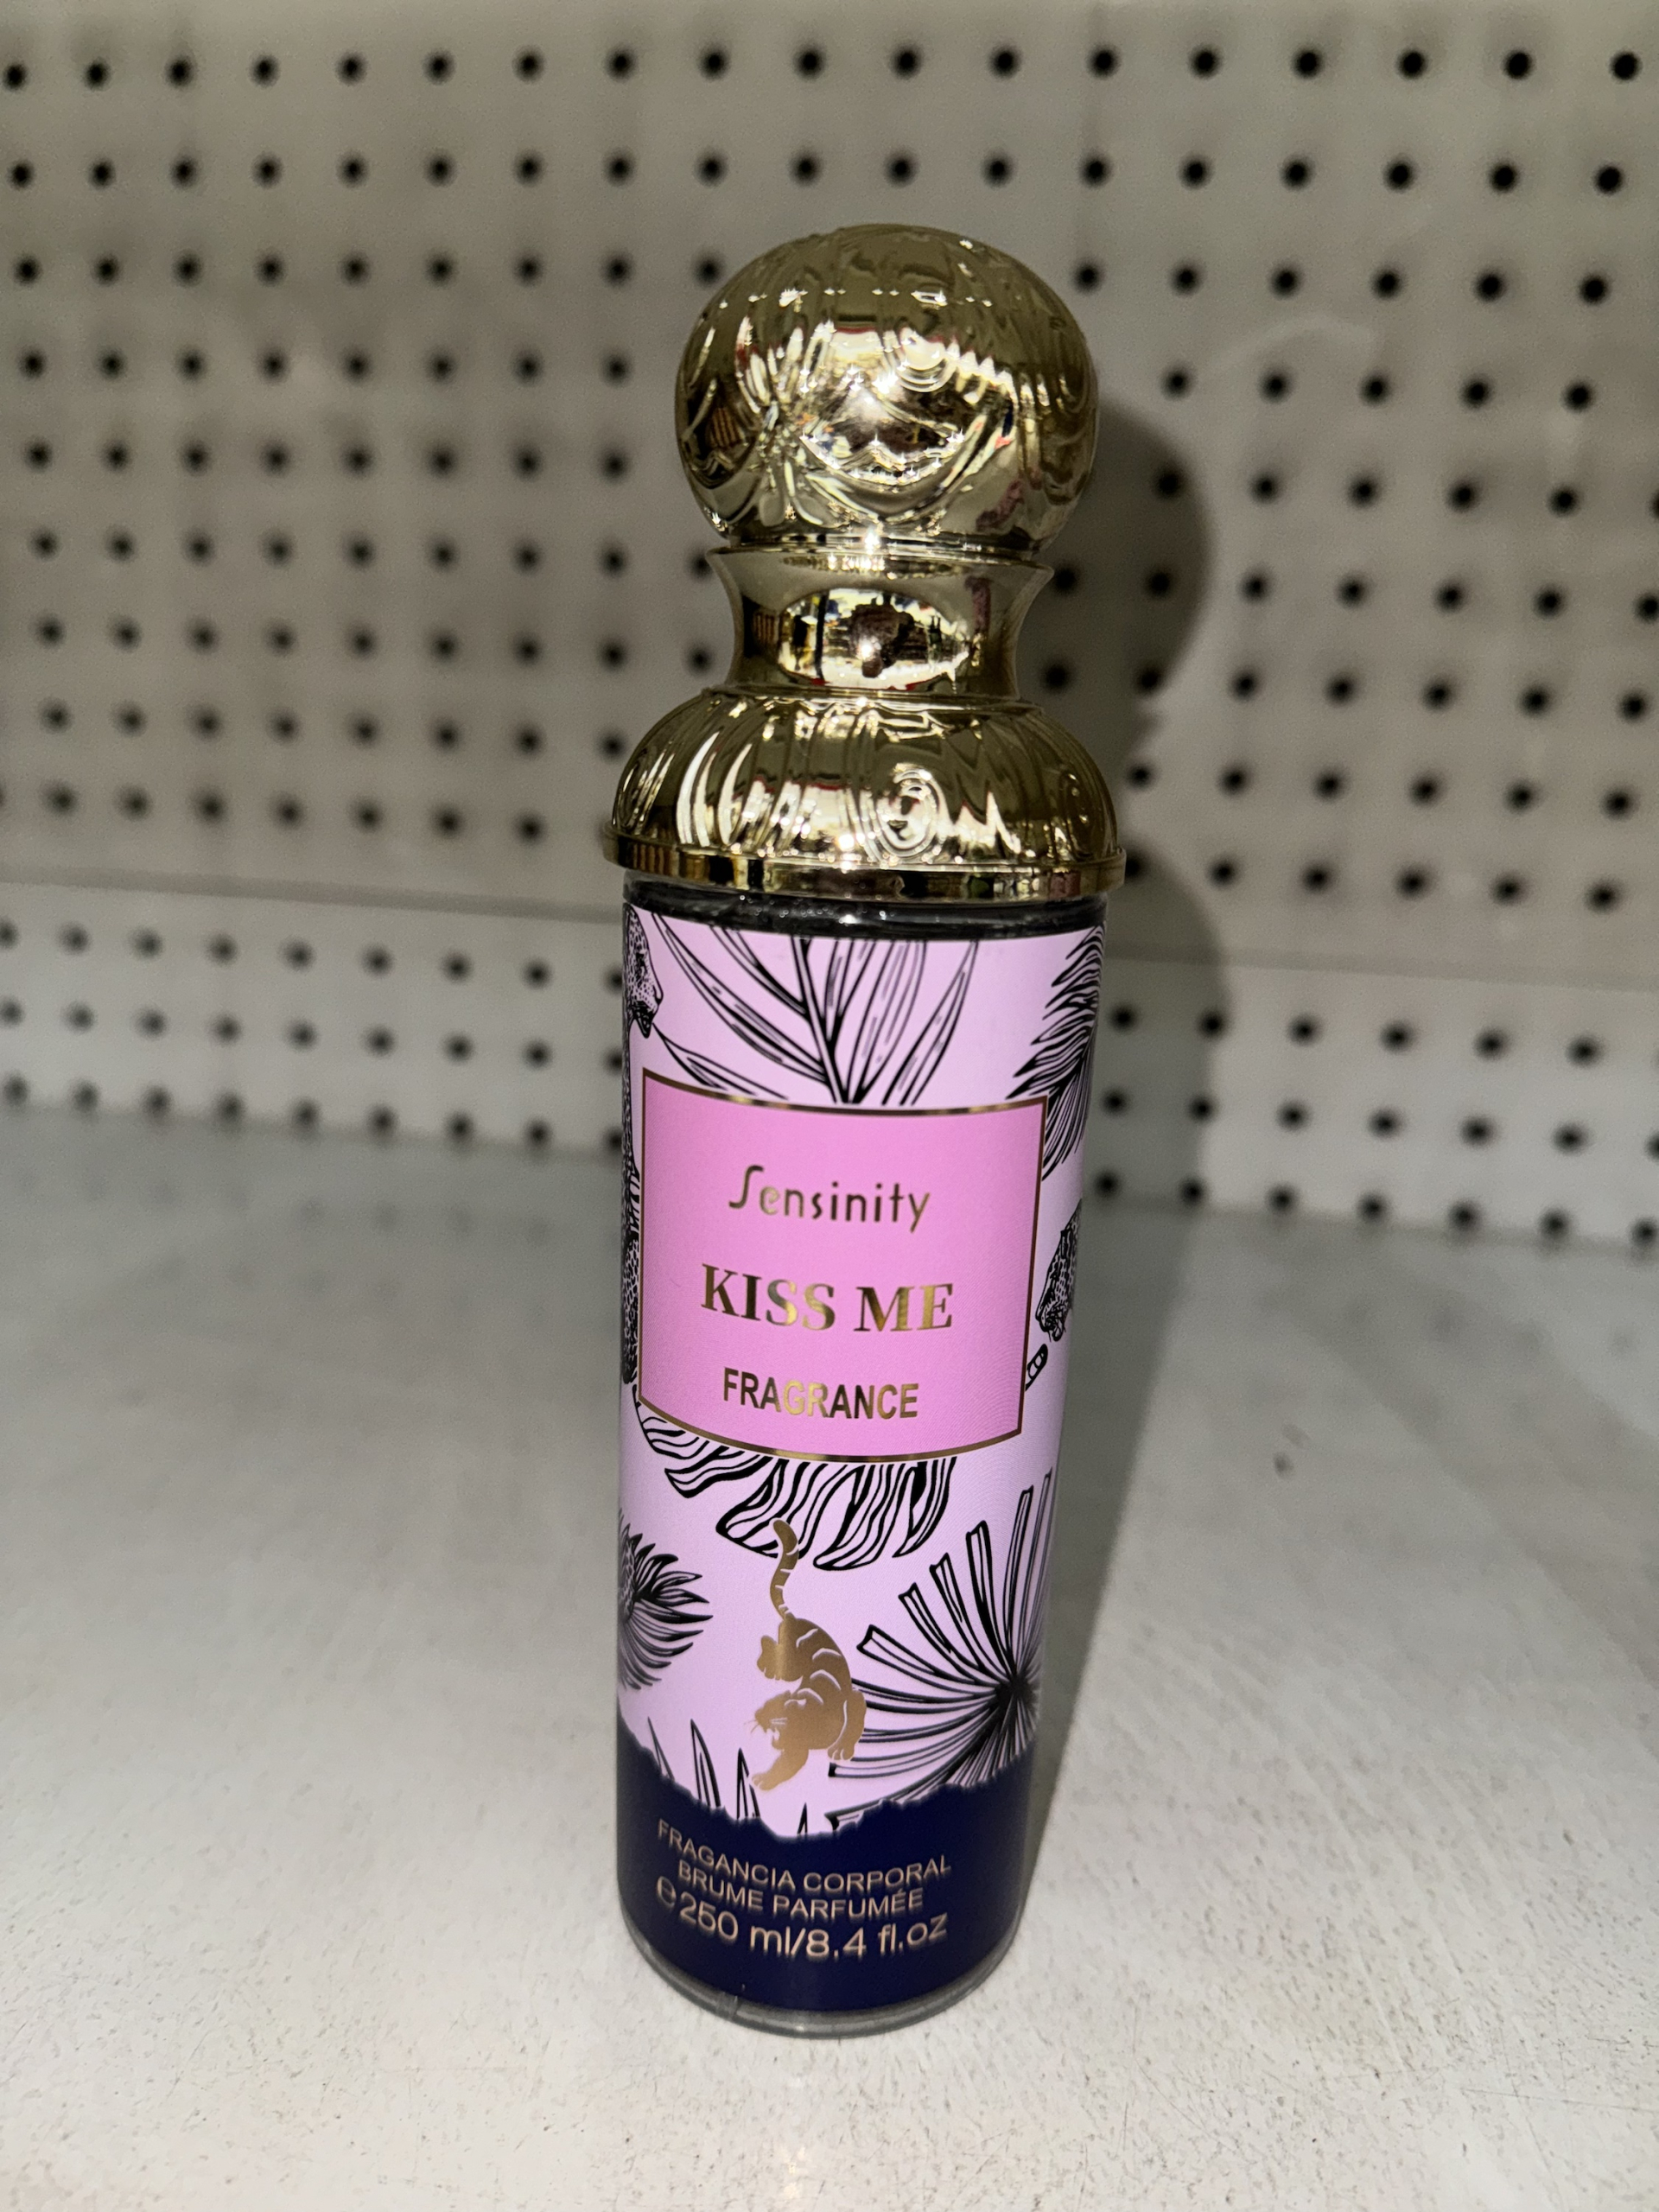 Sensinity
KISS ME
FRAGRANCE
FRAGANCIA CORPORAL
BRUME PARFUMÉE
℮250 ml/8.4 fl.oz